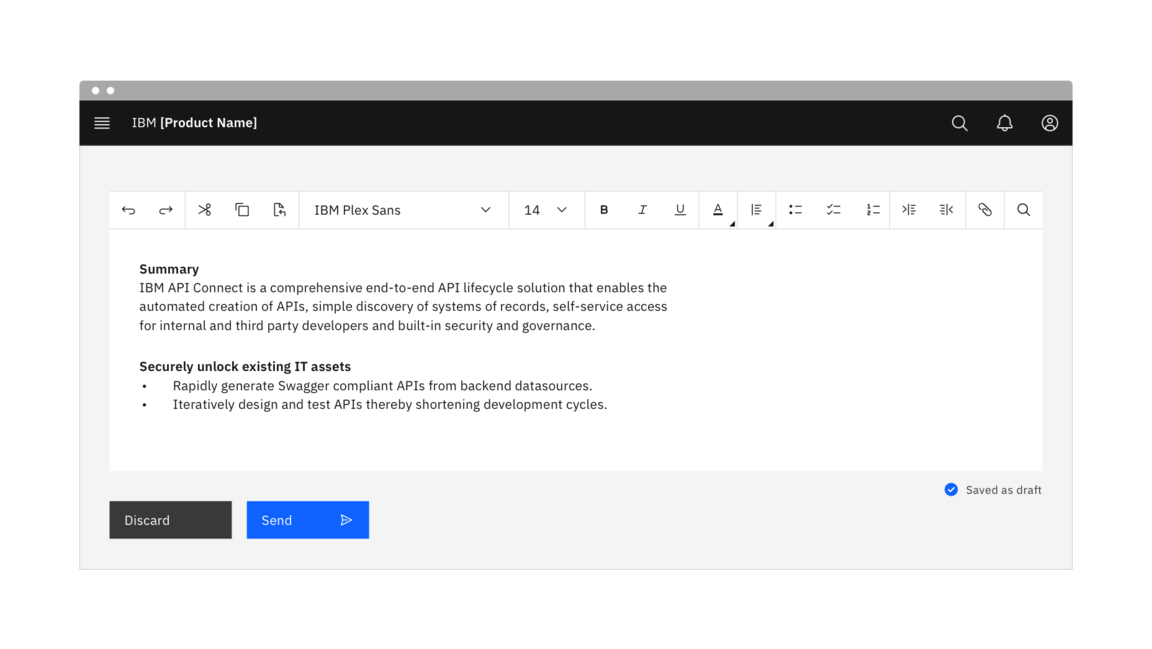 IBM [Product Name]
IBM Plex Sans
14
B
I
U
A
Summary
IBM API Connect is a comprehensive end-to-end API lifecycle solution that enables the
automated creation of APIs, simple discovery of systems of records, self-service access
for internal and third party developers and built-in security and governance.
Securely unlock existing IT assets
• Rapidly generate Swagger compliant APIs from backend datasources.
• Iteratively design and test APIs thereby shortening development cycles.
Saved as draft
Discard
Send